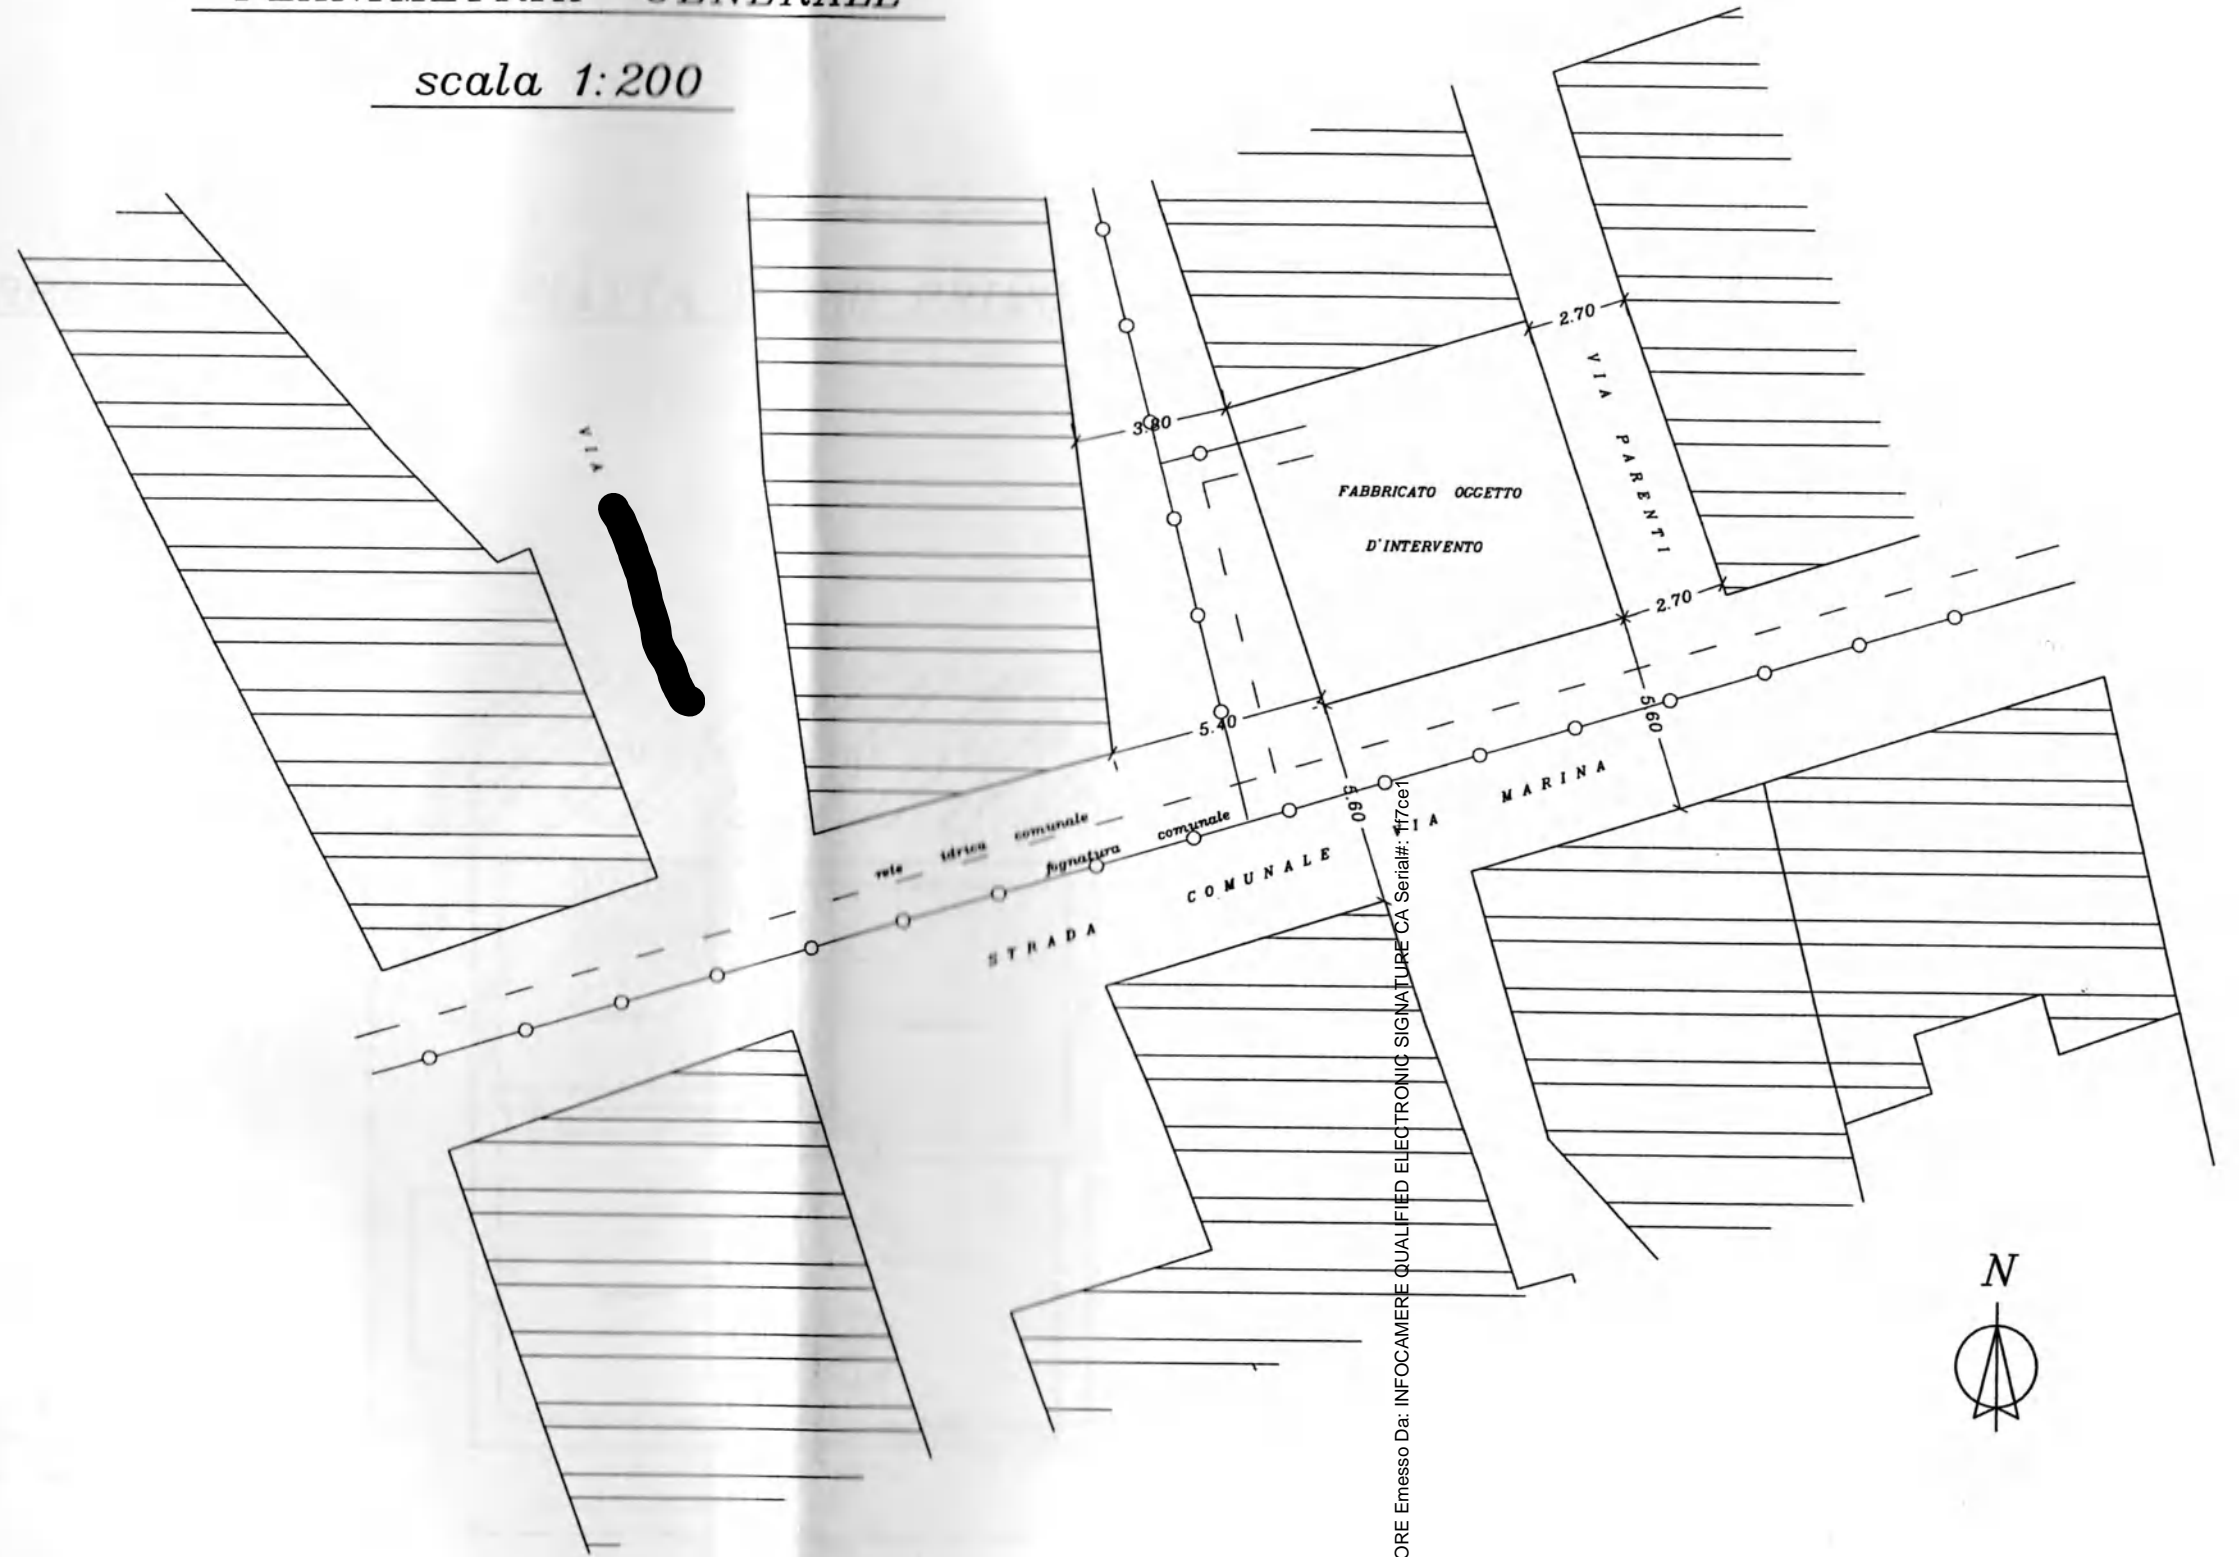 GENERALE
scala 1:200
VIA
3.80
2.70
VIA PARENTI
FABBRICATO OGGETTO
D'INTERVENTO
2.70
5.40
5.60
5.60
rete idrica comunale
fognatura comunale
STRADA COMUNALE VIA MARINA
ORE Emesso Da: INFOCAMERE QUALIFIED ELECTRONIC SIGNATURE CA Serial#: 1f7ce1
N